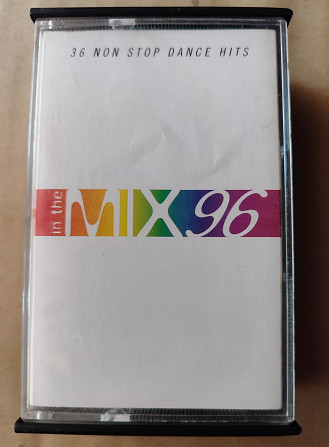 36 NON STOP DANCE HITS
in the MIX 96